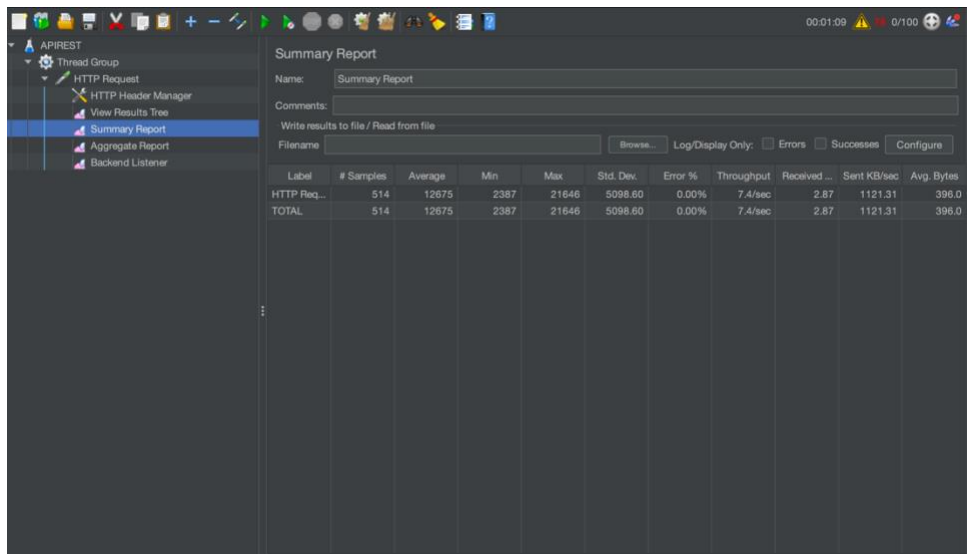 00:01:09 0/100
APIREST
Thread Group
HTTP Request
HTTP Header Manager
View Results Tree
Summary Report
Aggregate Report
Backend Listener
Summary Report
Name: Summary Report
Comments:
Write results to file / Read from file
Filename Browse... Log/Display Only: Errors Successes Configure
Label # Samples Average Min Max Std. Dev. Error % Throughput Received ... Sent KB/sec Avg. Bytes
HTTP Req... 514 12675 2387 21646 5098.60 0.00% 7.4/sec 2.87 1121.31 396.0
TOTAL 514 12675 2387 21646 5098.60 0.00% 7.4/sec 2.87 1121.31 396.0